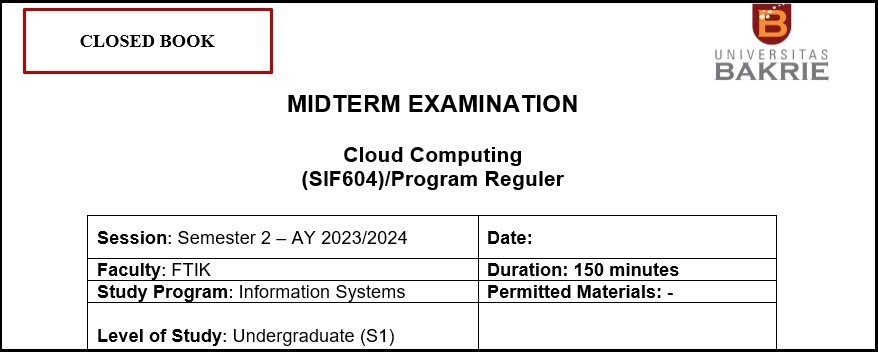 CLOSED BOOK
B
UNIVERSITAS
BAKRIE
MIDTERM EXAMINATION
Cloud Computing
(SIF604)/Program Reguler
Session: Semester 2 – AY 2023/2024
Date:
Faculty: FTIK
Duration: 150 minutes
Study Program: Information Systems
Permitted Materials: -
Level of Study: Undergraduate (S1)